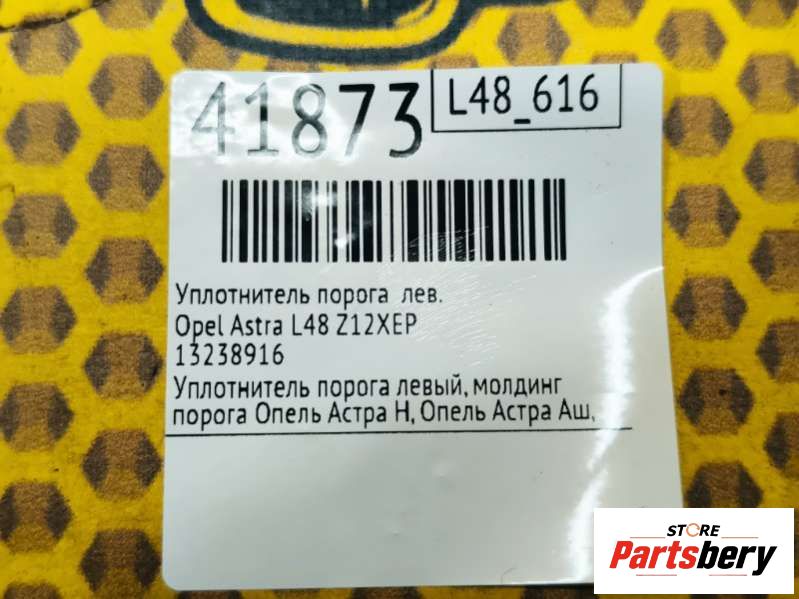 41873
L48_616
Уплотнитель порога лев.
Opel Astra L48 Z12XEP
13238916
Уплотнитель порога левый, молдинг
порога Опель Астра Н, Опель Астра Аш,
STORE
Partsbery